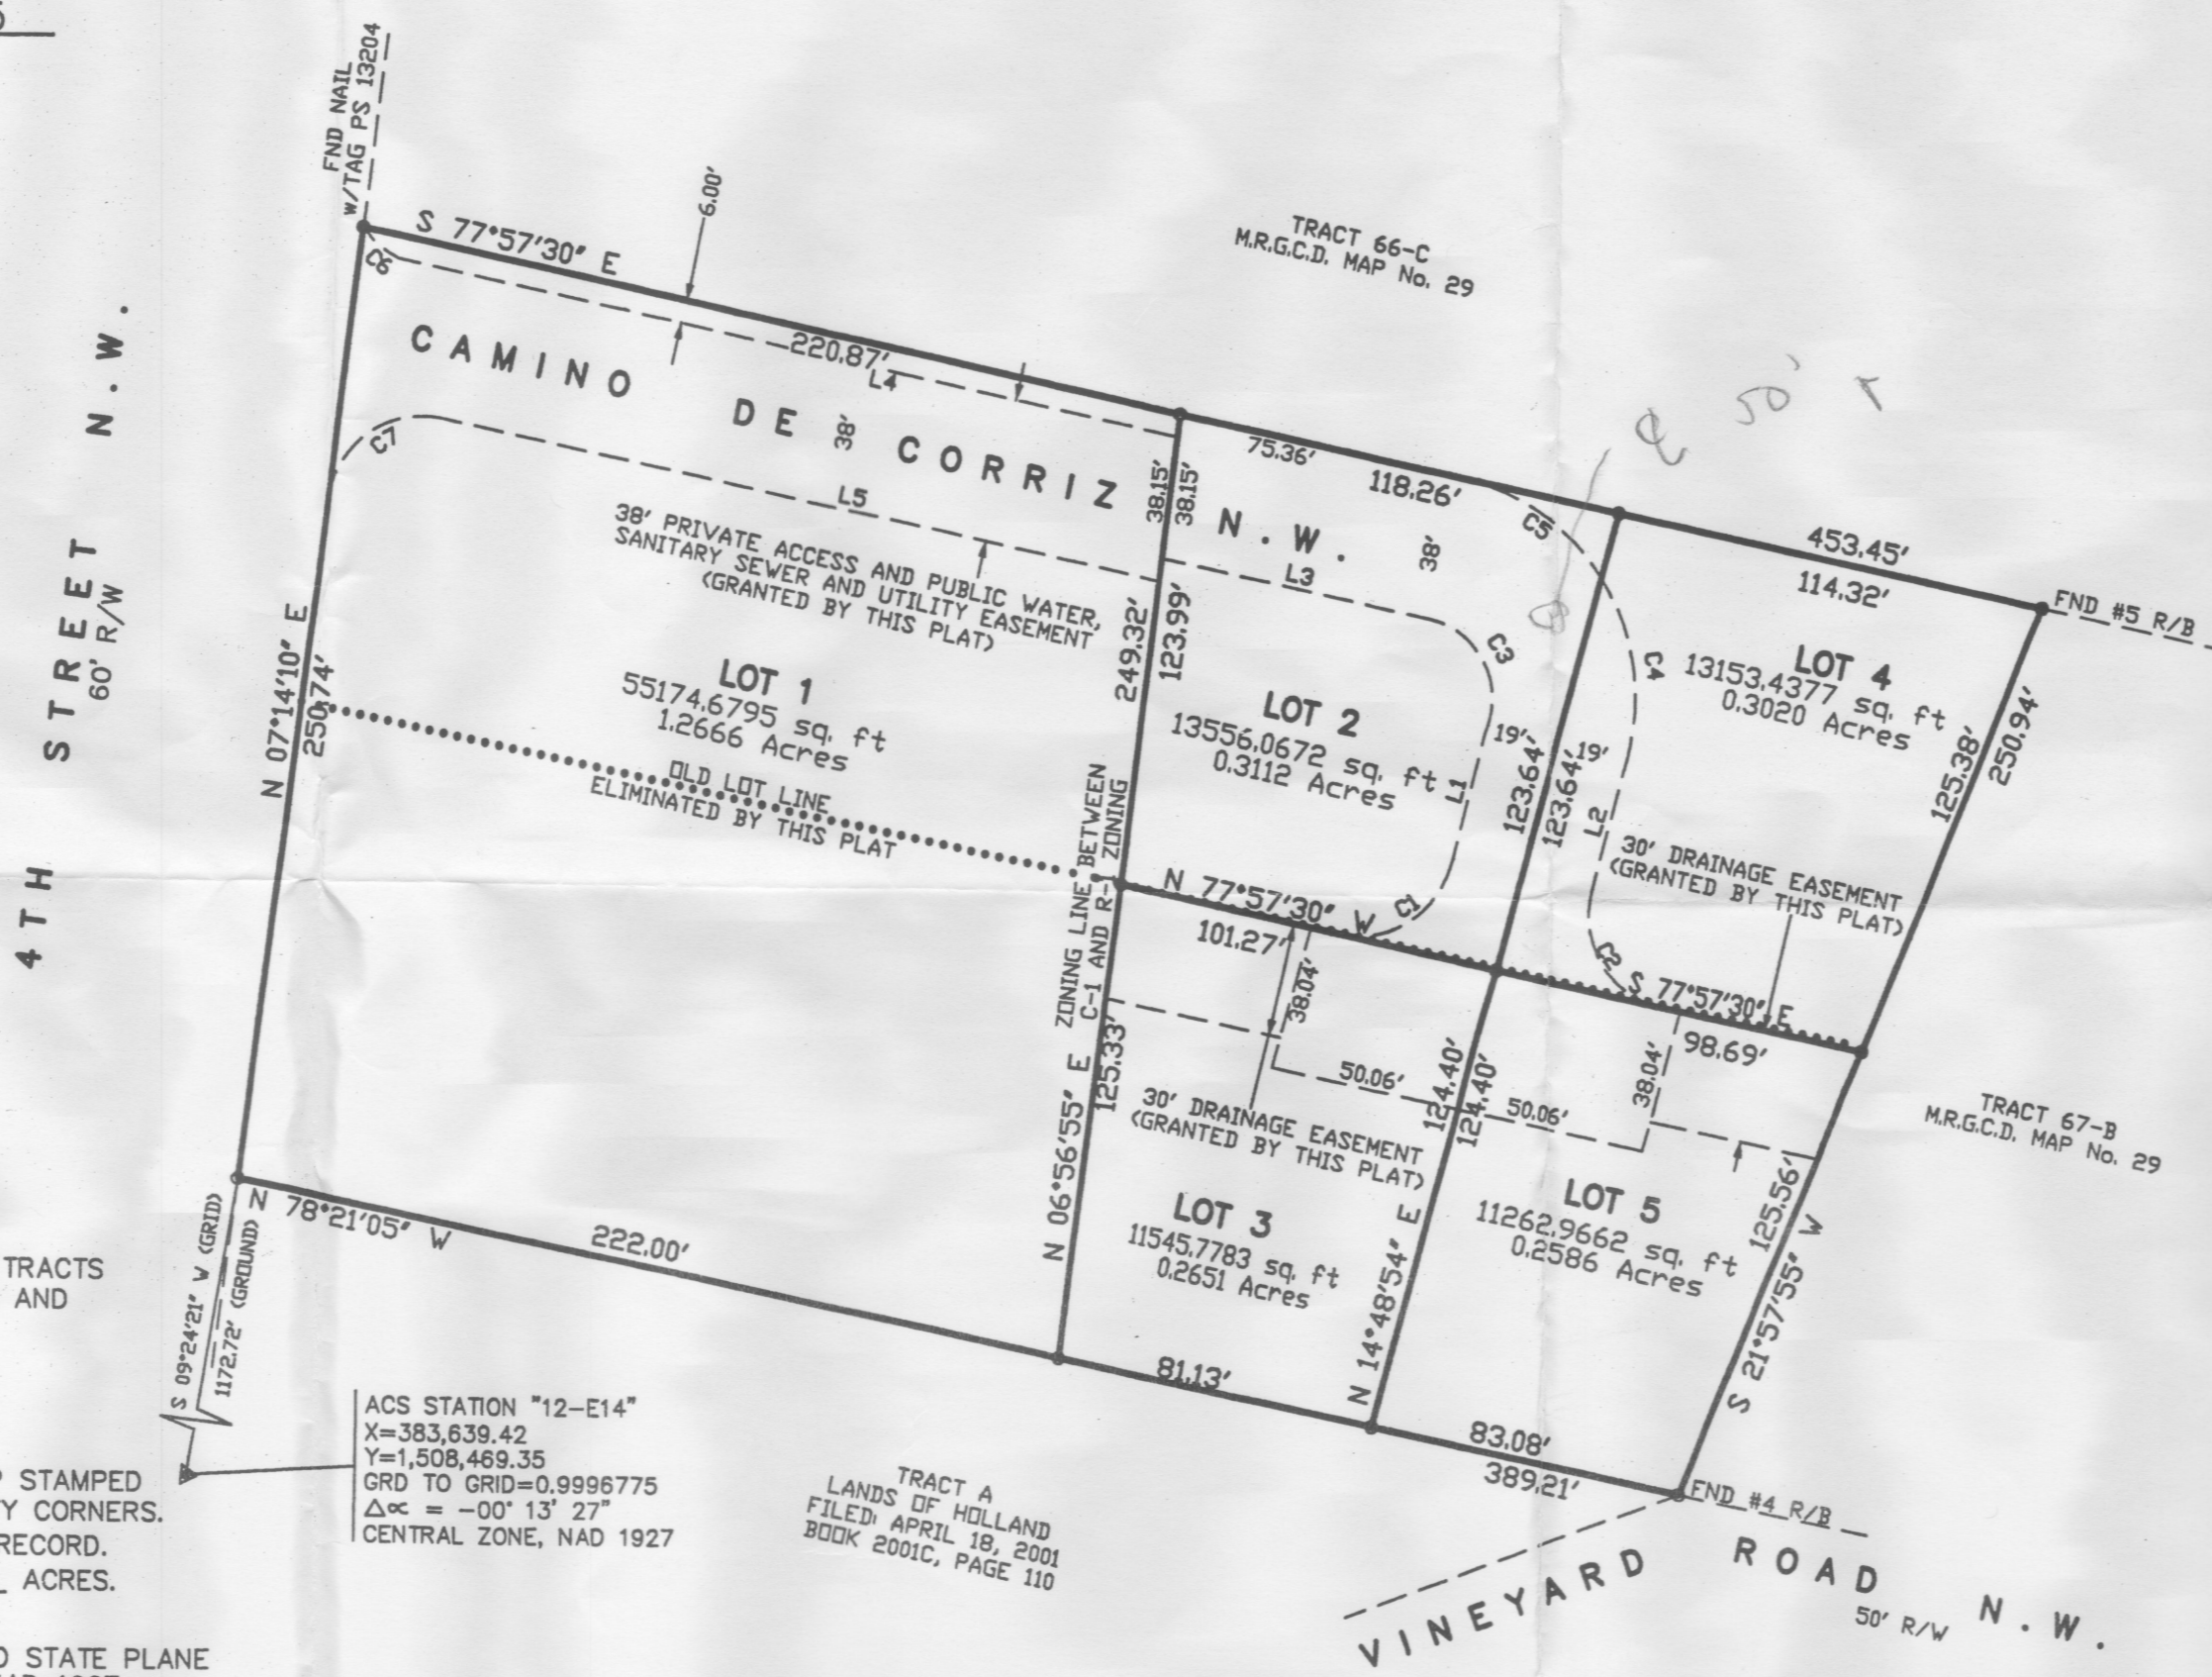 FND NAIL
W/TAG PS 13204
6.00'
S 77°57'30" E
TRACT 66-C
M.R.G.C.D. MAP No. 29
C6
220.87'
L4
CAMINO DE CORRIZ N.W.
38'
C7
L5
38.15'
38.15'
75.36'
118.26'
C5
50'
453.45'
114.32'
FND #5 R/B
38'
L3
C3
C4
38' PRIVATE ACCESS AND PUBLIC WATER,
SANITARY SEWER AND UTILITY EASEMENT
(GRANTED BY THIS PLAT)
4TH STREET N.W.
60' R/W
N 07°14'10" E
250.74'
LOT 1
55174.6795 sq. ft
1.2666 Acres
249.32'
123.99'
LOT 2
13556.0672 sq. ft
0.3112 Acres
L1
19'
123.64'
123.64'
19'
L2
LOT 4
13153.4377 sq. ft
0.3020 Acres
125.38'
250.94'
OLD LOT LINE
ELIMINATED BY THIS PLAT
ZONING LINE BETWEEN
C-1 AND R-1 ZONING
30' DRAINAGE EASEMENT
(GRANTED BY THIS PLAT)
N 77°57'30" W
C1
101.27'
38.04'
C2
S 77°57'30" E
98.69'
38.04'
50.06'
50.06'
124.40'
124.40'
N 06°56'55" E
125.33'
30' DRAINAGE EASEMENT
(GRANTED BY THIS PLAT)
TRACT 67-B
M.R.G.C.D. MAP No. 29
LOT 3
11545.7783 sq. ft
0.2651 Acres
LOT 5
11262.9662 sq. ft
0.2586 Acres
125.56'
S 21°57'55" W
N 14°48'54" E
N 78°21'05" W
222.00'
81.13'
83.08'
389.21'
FND #4 R/B
S 09°24'21" W (GRID)
1172.72' (GROUND)
TRACTS
AND
ACS STATION "12-E14"
X=383,639.42
Y=1,508,469.35
GRD TO GRID=0.9996775
Δ∝ = -00° 13' 27"
CENTRAL ZONE, NAD 1927
TRACT A
LANDS OF HOLLAND
FILED: APRIL 18, 2001
BOOK 2001C, PAGE 110
STAMPED
Y CORNERS.
RECORD.
ACRES.
STATE PLANE
VINEYARD ROAD N.W.
50' R/W